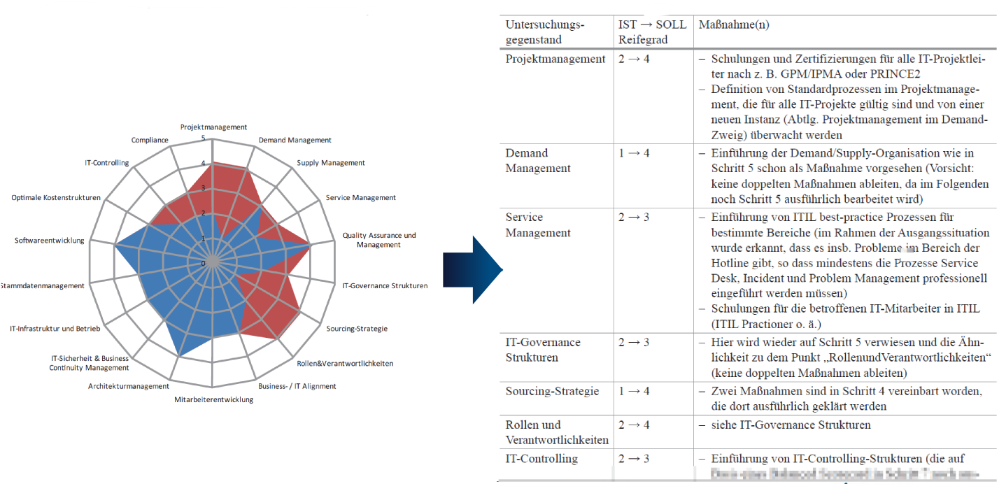 Projektmanagement
Compliance
Demand Management
IT-Controlling
Supply Management
Optimale Kostenstrukturen
Service Management
Softwareentwicklung
Quality Assurance und
Management
Stammdatenmanagement
IT-Governance Strukturen
IT-Infrastruktur und Betrieb
Sourcing-Strategie
IT-Sicherheit & Business
Continuity Management
Rollen&Verantwortlichkeiten
Architekturmanagement
Business- / IT Alignment
Mitarbeiterentwicklung
5
4
3
2
1
0
Untersuchungs- IST → SOLL Maßnahme(n)
gegenstand Reifegrad
Projektmanagement 2 → 4 – Schulungen und Zertifizierungen für alle IT-Projektlei-
ter nach z. B. GPM/IPMA oder PRINCE2
– Definition von Standardprozessen im Projektmanage-
ment, die für alle IT-Projekte gültig sind und von einer
neuen Instanz (Abtlg. Projektmanagement im Demand-
Zweig) überwacht werden
Demand 1 → 4 – Einführung der Demand/Supply-Organisation wie in
Management Schritt 5 schon als Maßnahme vorgesehen (Vorsicht:
keine doppelten Maßnahmen ableiten, da im Folgenden
noch Schritt 5 ausführlich bearbeitet wird)
Service 2 → 3 – Einführung von ITIL best-practice Prozessen für
Management bestimmte Bereiche (im Rahmen der Ausgangssituation
wurde erkannt, dass es insb. Probleme im Bereich der
Hotline gibt, so dass mindestens die Prozesse Service
Desk, Incident und Problem Management professionell
eingeführt werden müssen)
– Schulungen für die betroffenen IT-Mitarbeiter in ITIL
(ITIL Practioner o. ä.)
IT-Governance 2 → 3 – Hier wird wieder auf Schritt 5 verwiesen und die Ähn-
Strukturen lichkeit zu dem Punkt „RollenundVerantwortlichkeiten“
(keine doppelten Maßnahmen ableiten)
Sourcing-Strategie 1 → 4 – Zwei Maßnahmen sind in Schritt 4 vereinbart worden,
die dort ausführlich geklärt werden
Rollen und 2 → 4 – siehe IT-Governance Strukturen
Verantwortlichkeiten
IT-Controlling 2 → 3 – Einführung von IT-Controlling-Strukturen (die auf